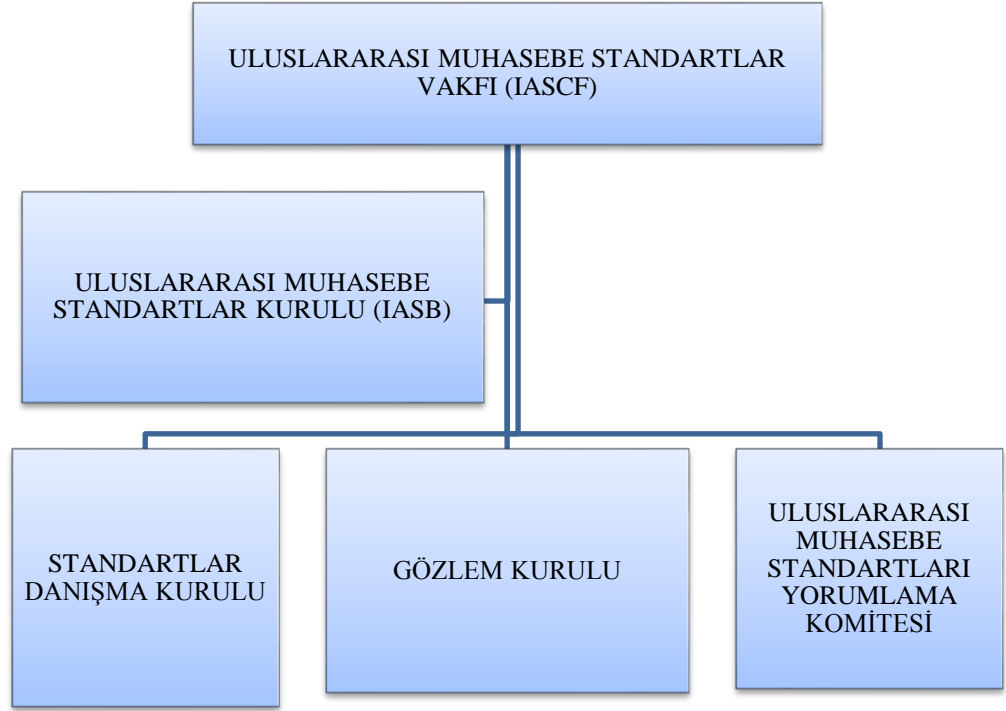 ULUSLARARASI MUHASEBE STANDARTLAR
VAKFI (IASCF)
ULUSLARARASI MUHASEBE
STANDARTLAR KURULU (IASB)
STANDARTLAR
DANIŞMA KURULU
GÖZLEM KURULU
ULUSLARARASI
MUHASEBE
STANDARTLARI
YORUMLAMA
KOMİTESİ